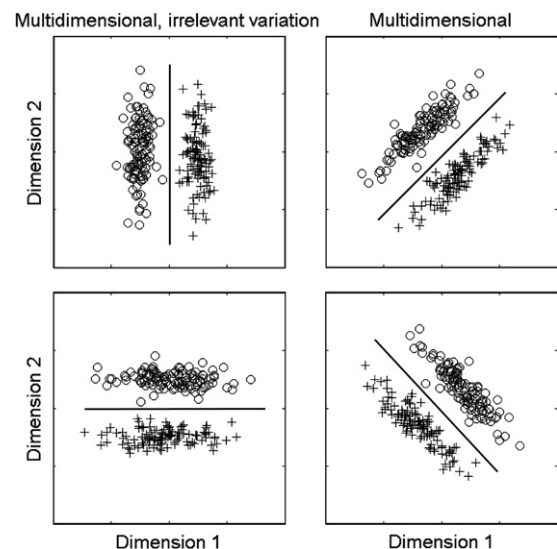 Multidimensional, irrelevant variation
Multidimensional
Dimension 2
Dimension 2
Dimension 1
Dimension 1